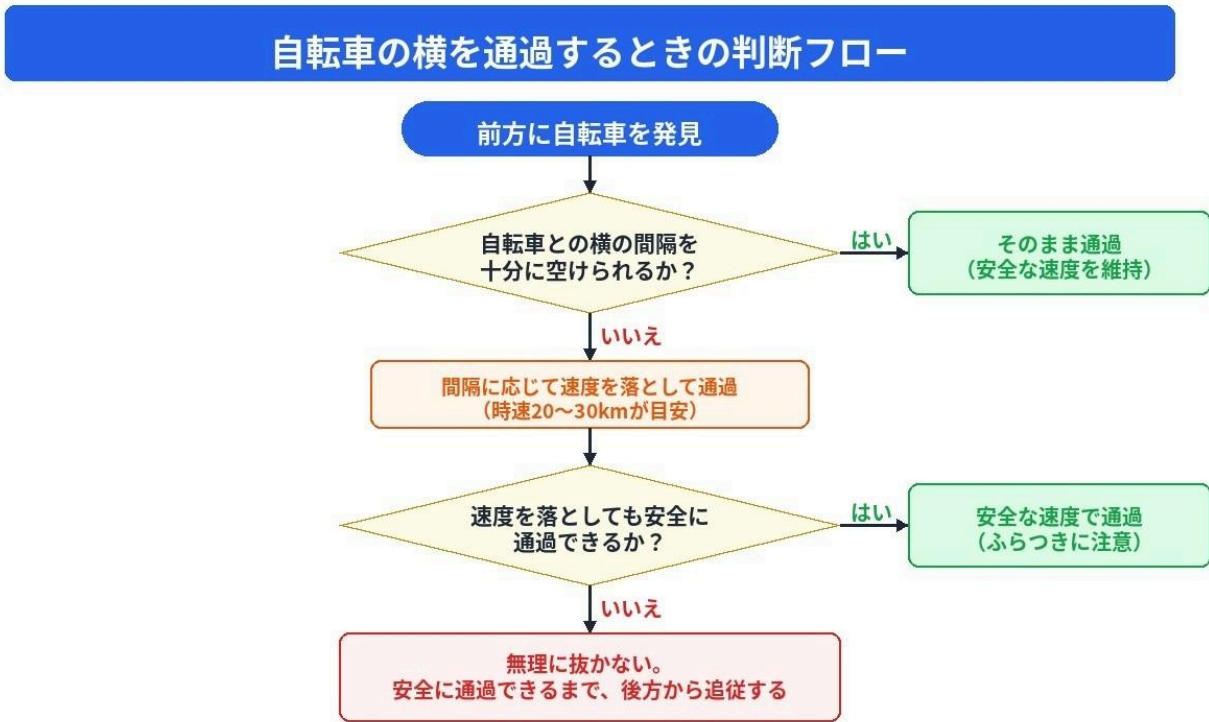 自転車の横を通過するときの判断フロー
前方に自転車を発見
自転車との横の間隔を
十分に空けられるか？
はい
そのまま通過
（安全な速度を維持）
いいえ
間隔に応じて速度を落として通過
（時速20〜30kmが目安）
速度を落としても安全に
通過できるか？
はい
安全な速度で通過
（ふらつきに注意）
いいえ
無理に抜かない。
安全に通過できるまで、後方から追従する